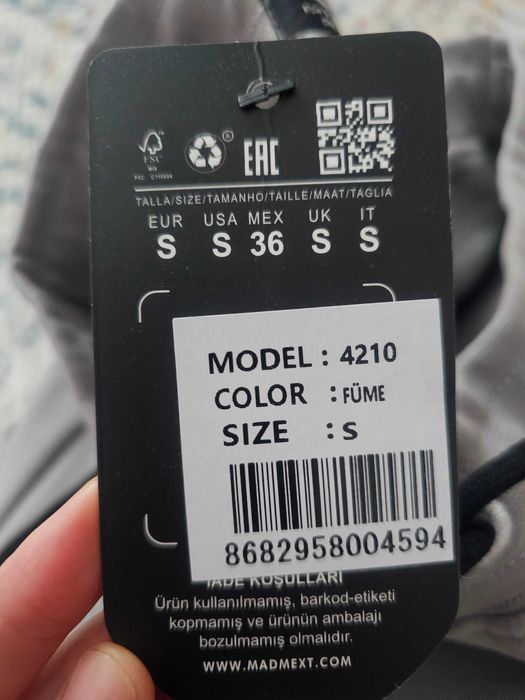 FSC
MIX
®
EAC
TALLA/SIZE/TAMANHO/TAILLE/MAAT/TAGLIA
EUR USA MEX UK IT
S S 36 S S
MODEL : 4210
COLOR : FÜME
SIZE : S
8682958004594
İADE KOŞULLARI
Ürün kullanılmamış, barkod-etiketi
kopmamış ve ürünün ambalajı
bozulmamış olmalıdır.
WWW.MADMEXT.COM